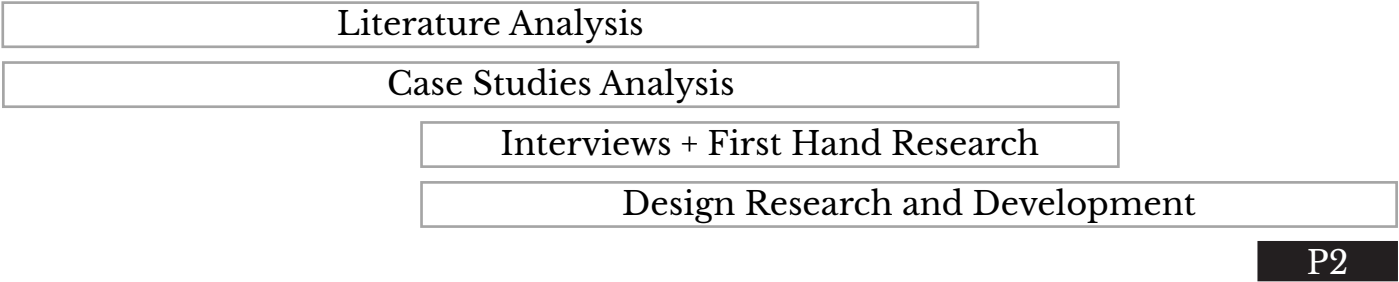 Literature Analysis
Case Studies Analysis
Interviews + First Hand Research
Design Research and Development
P2